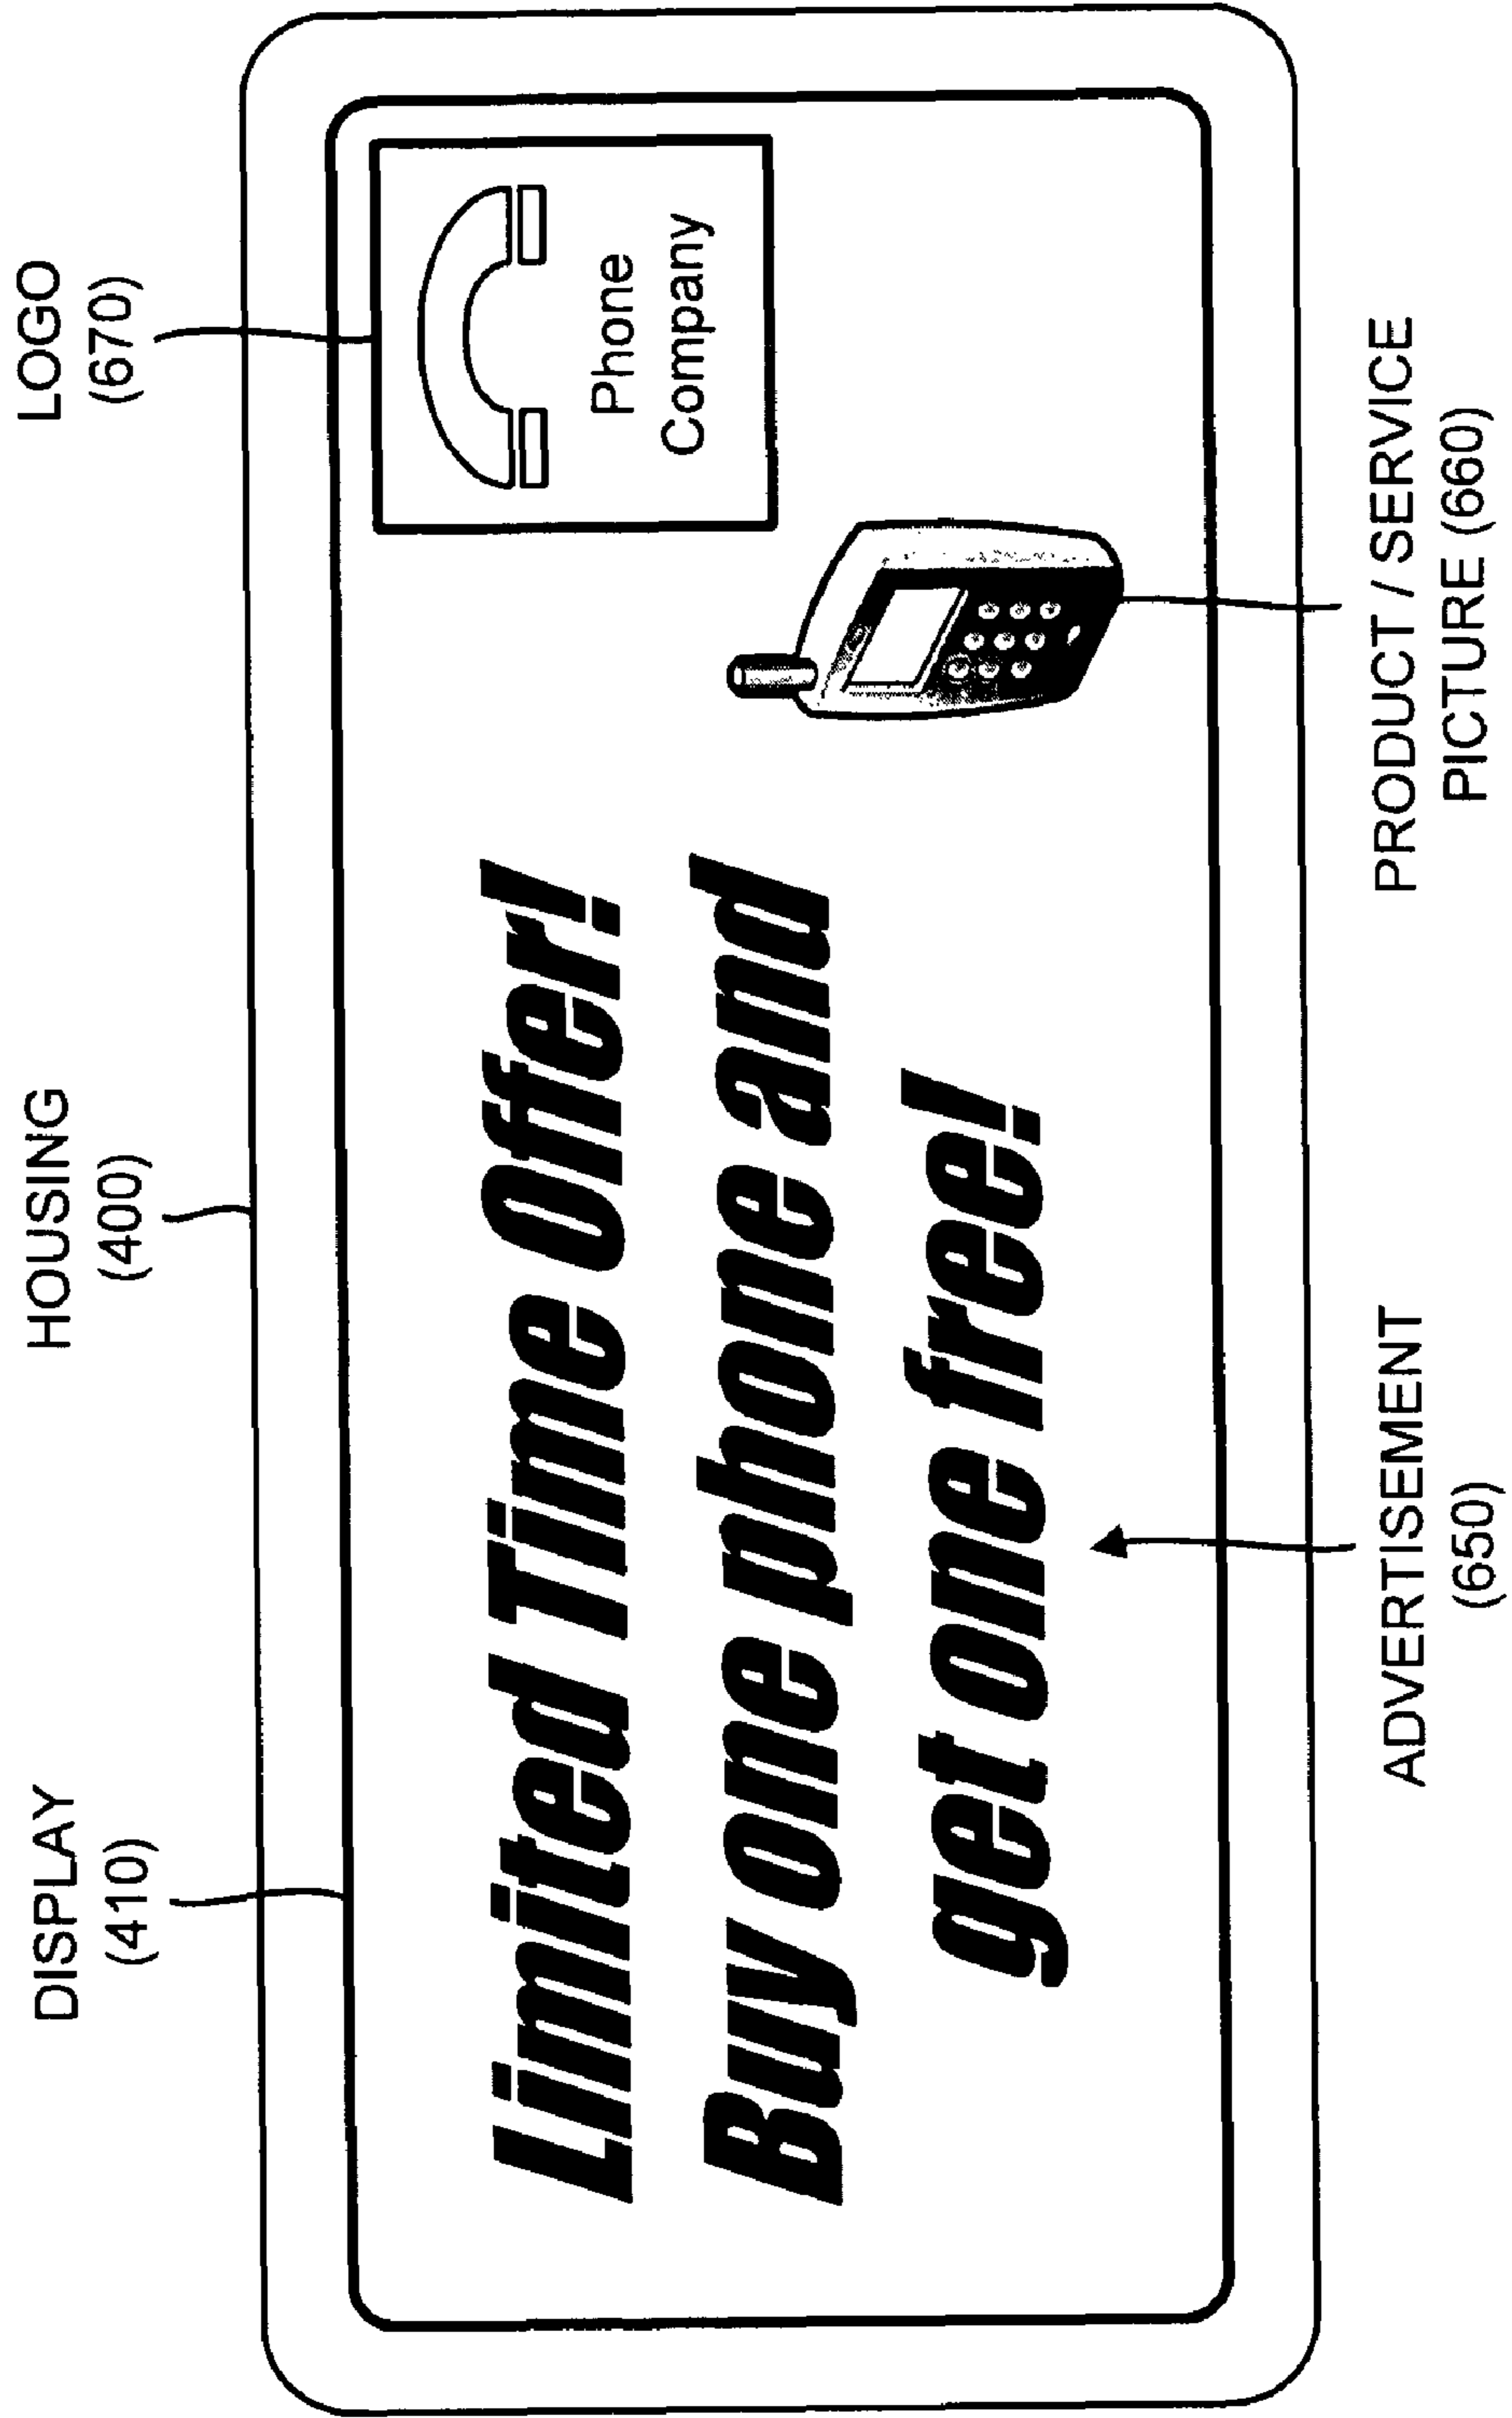 DISPLAY
(410)
HOUSING
(400)
LOGO
(670)
Limited Time Offer!
Buy one phone and
get one free!
Phone
Company
ADVERTISEMENT
(650)
PRODUCT / SERVICE
PICTURE (660)